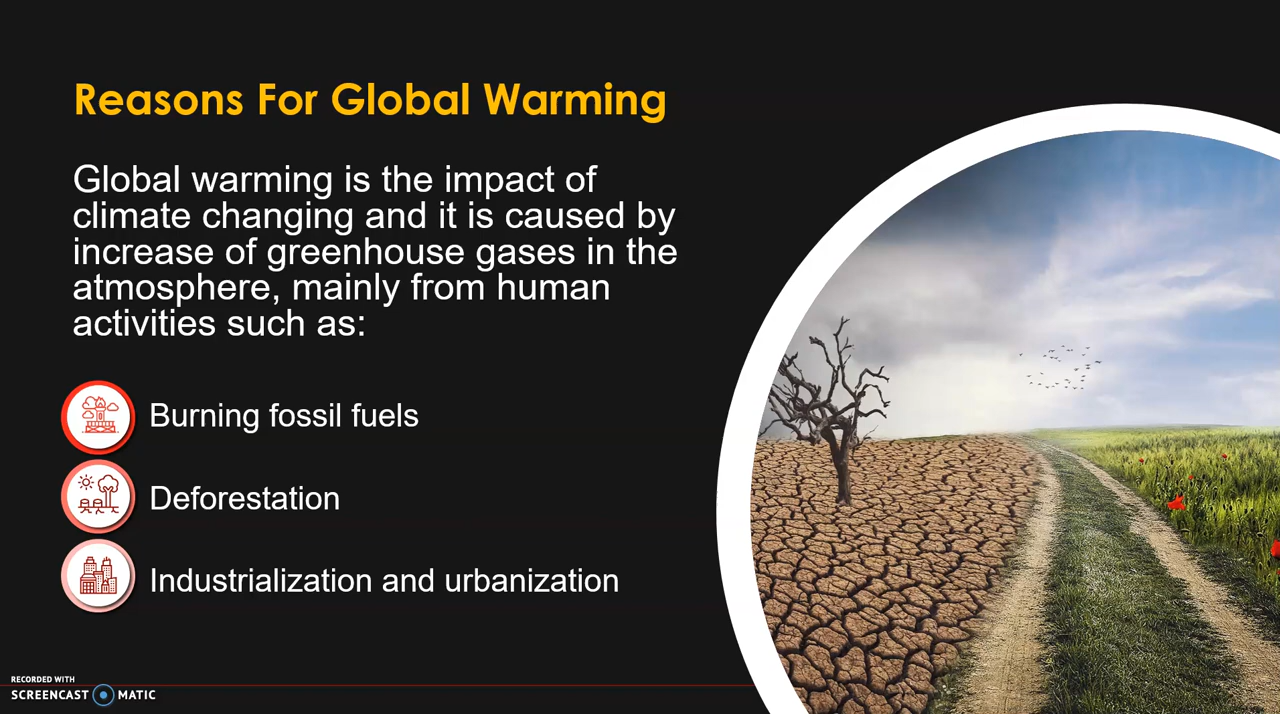 Reasons For Global Warming
Global warming is the impact of
climate changing and it is caused by
increase of greenhouse gases in the
atmosphere, mainly from human
activities such as:
Burning fossil fuels
Deforestation
Industrialization and urbanization
RECORDED WITH
SCREENCAST MATIC